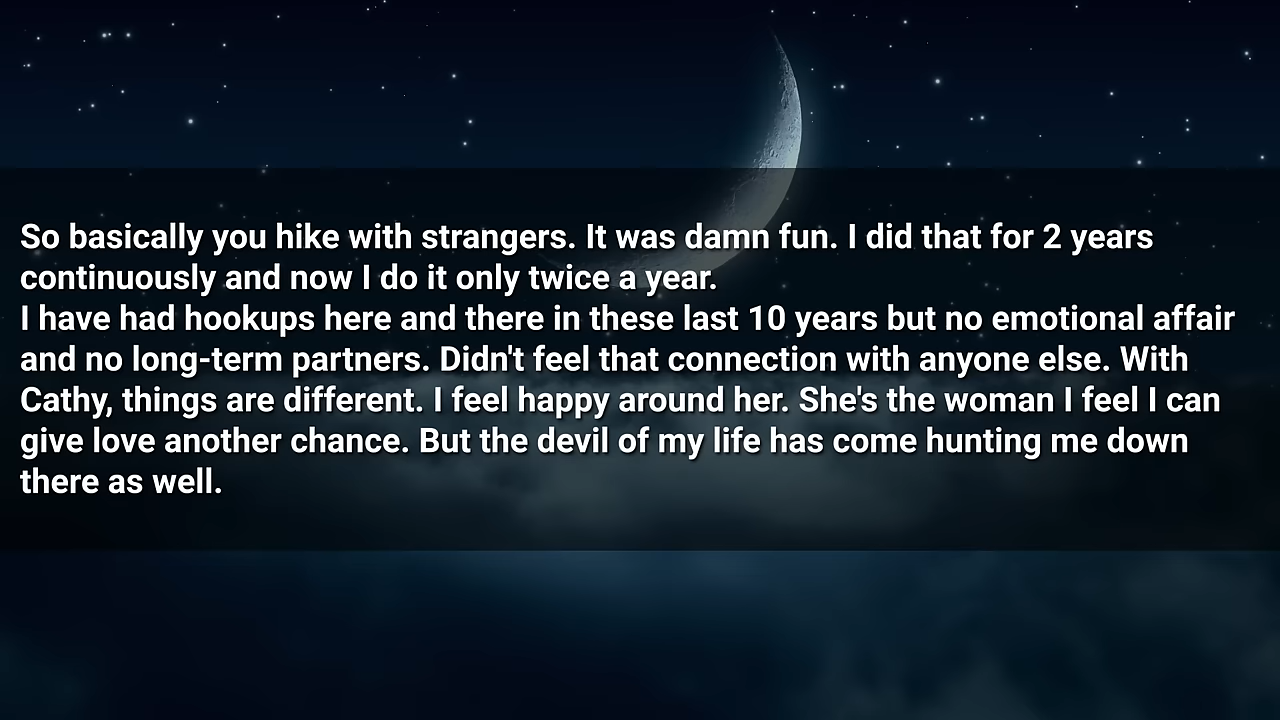 So basically you hike with strangers. It was damn fun. I did that for 2 years
continuously and now I do it only twice a year.
I have had hookups here and there in these last 10 years but no emotional affair
and no long-term partners. Didn't feel that connection with anyone else. With
Cathy, things are different. I feel happy around her. She's the woman I feel I can
give love another chance. But the devil of my life has come hunting me down
there as well.